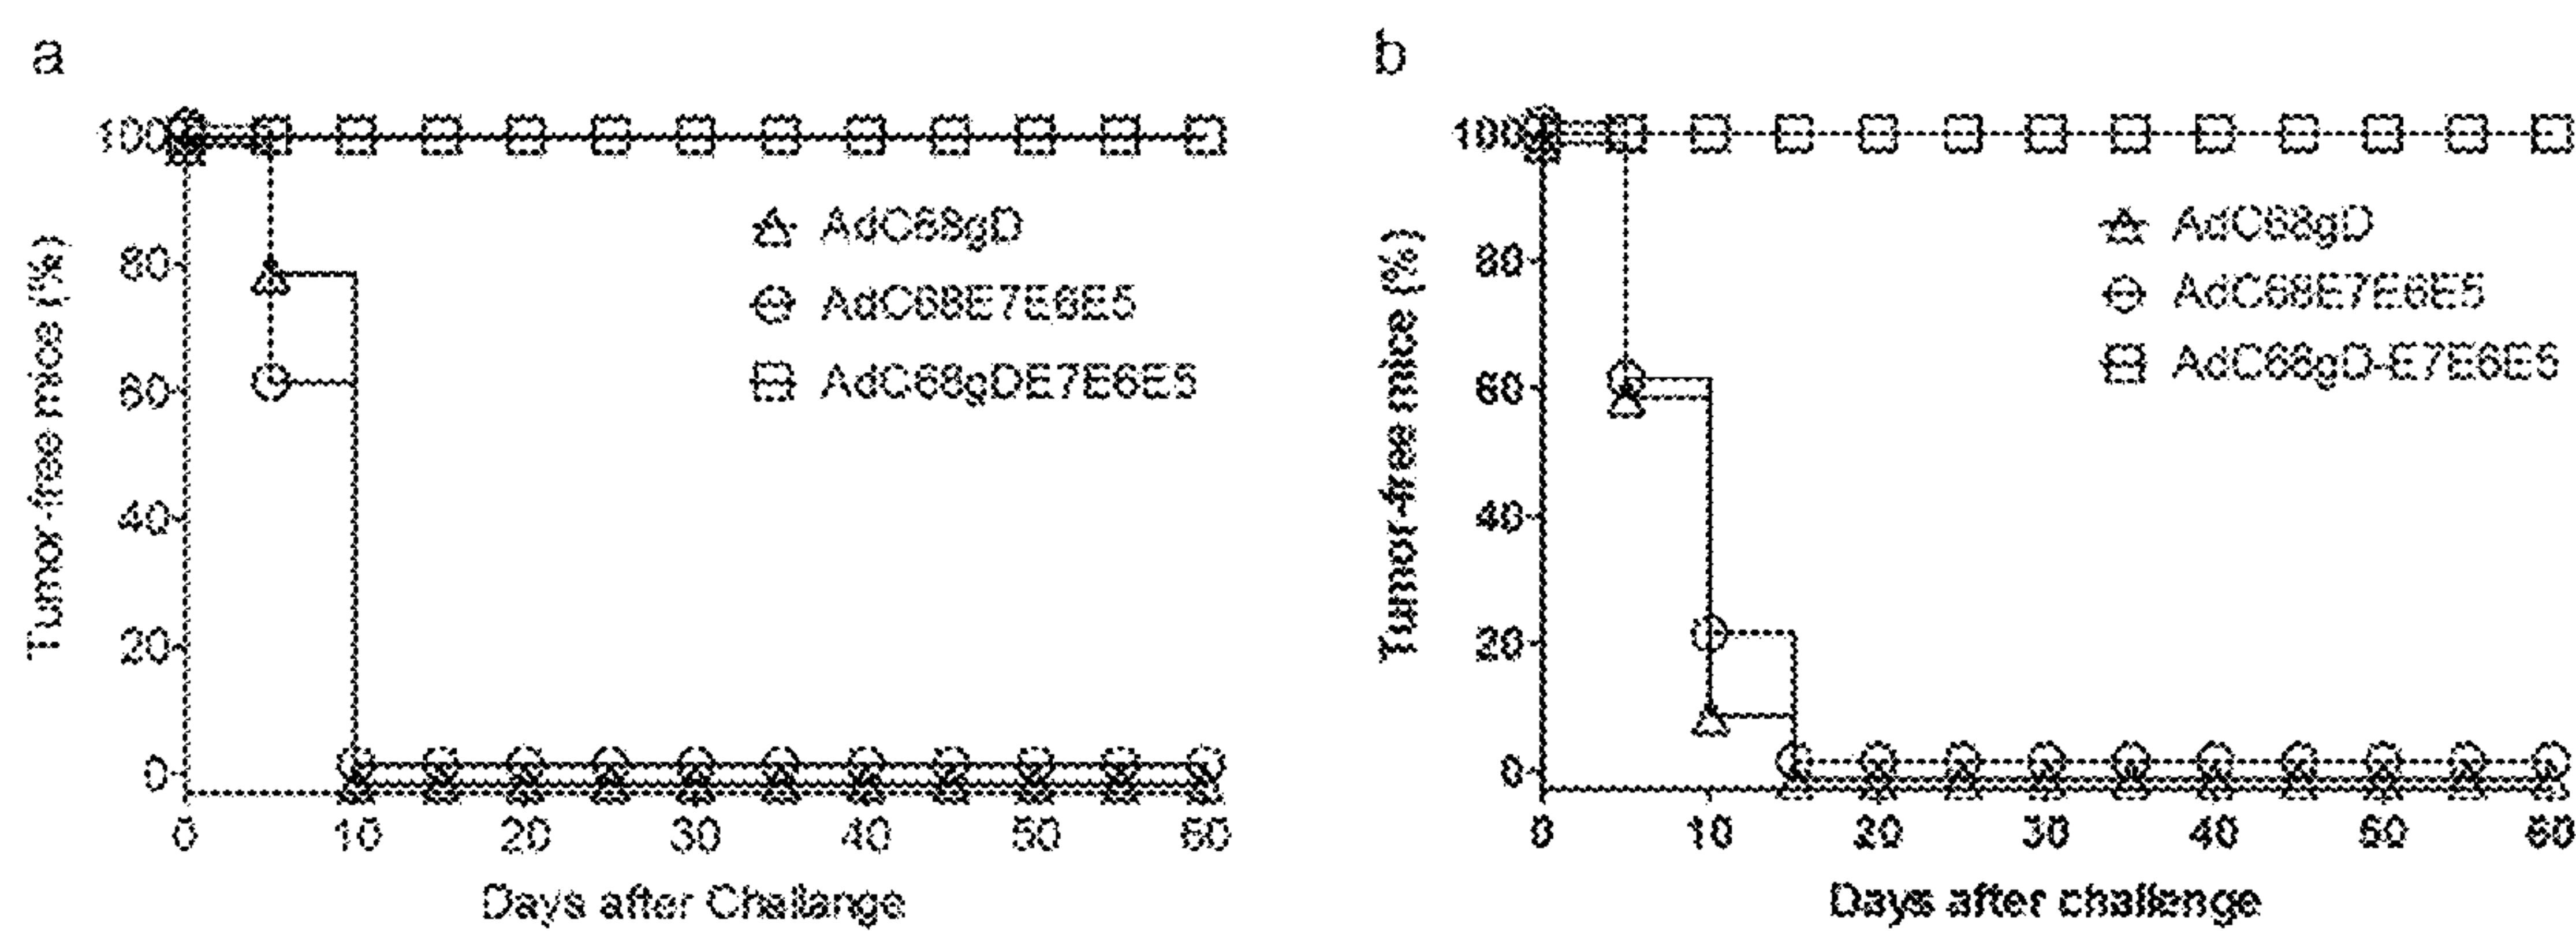 a
100
80
60
40
20
0
Tumor-free mice (%)
AdC68gD
AdC68E7E6E5
AdC68gDE7E6E5
0 10 20 30 40 50 60
Days after Challange
b
100
80
60
40
20
0
Tumor-free mice (%)
AdC68gD
AdC68E7E6E5
AdC68gD-E7E6E5
0 10 20 30 40 50 60
Days after challenge